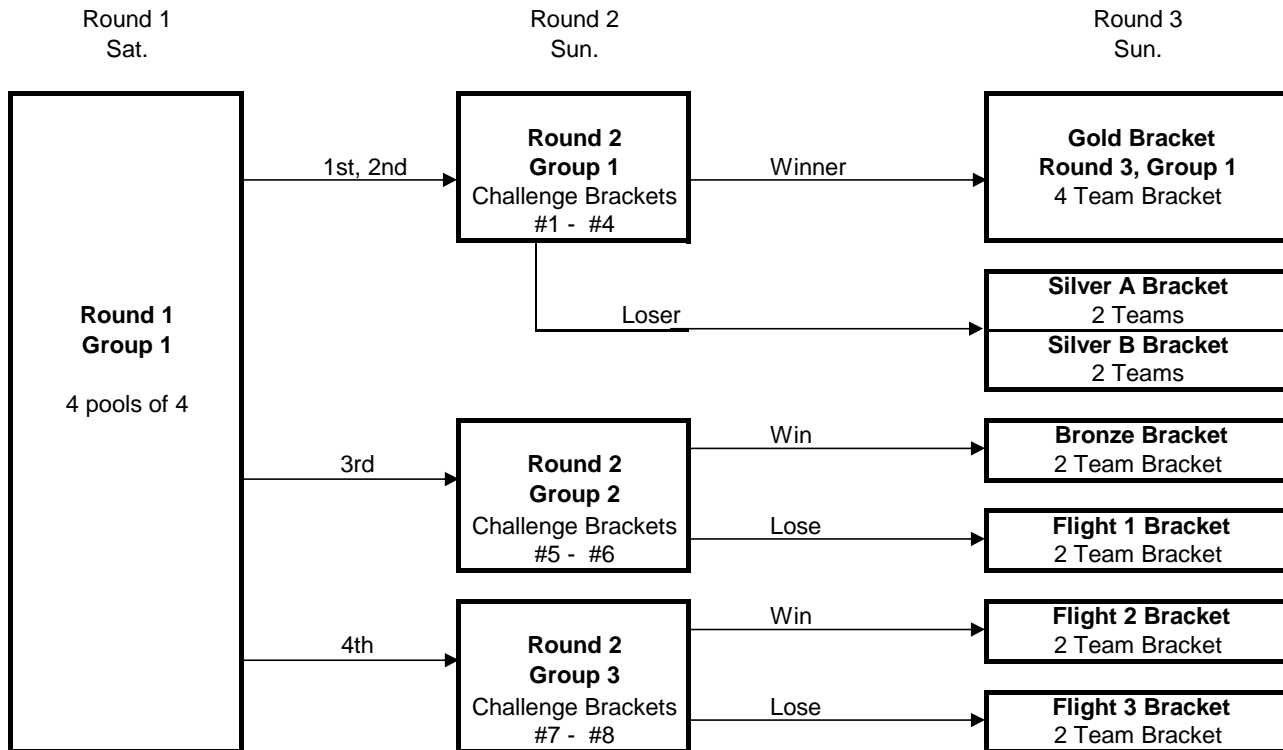 Round 1
Sat.
Round 2
Sun.
Round 3
Sun.
Round 1
Group 1
4 pools of 4
1st, 2nd
Round 2
Group 1
Challenge Brackets
#1 - #4
Winner
Gold Bracket
Round 3, Group 1
4 Team Bracket
Loser
Silver A Bracket
2 Teams
Silver B Bracket
2 Teams
3rd
Round 2
Group 2
Challenge Brackets
#5 - #6
Win
Bronze Bracket
2 Team Bracket
Lose
Flight 1 Bracket
2 Team Bracket
4th
Round 2
Group 3
Challenge Brackets
#7 - #8
Win
Flight 2 Bracket
2 Team Bracket
Lose
Flight 3 Bracket
2 Team Bracket